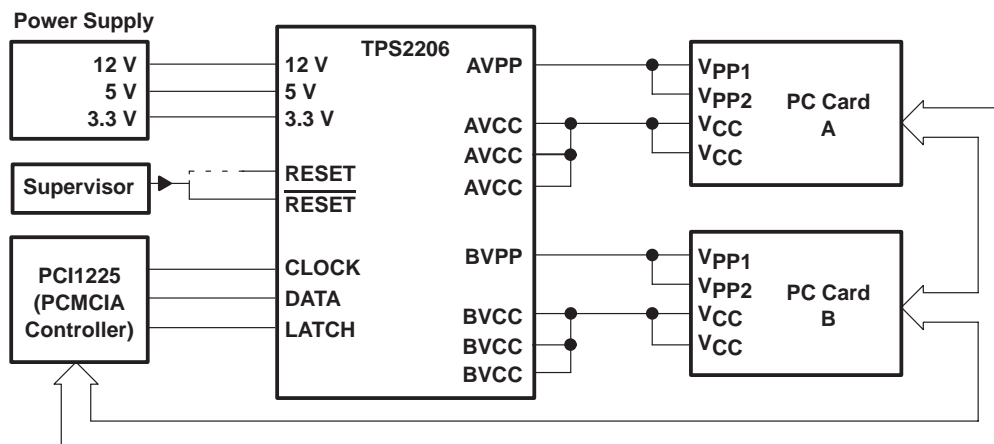 Power Supply
12 V
5 V
3.3 V
Supervisor
PCI1225
(PCMCIA
Controller)
TPS2206
12 V
5 V
3.3 V
RESET
RESET
CLOCK
DATA
LATCH
AVPP
AVCC
AVCC
AVCC
BVPP
BVCC
BVCC
BVCC
VPP1
VPP2
VCC
VCC
PC Card
A
VPP1
VPP2
VCC
VCC
PC Card
B